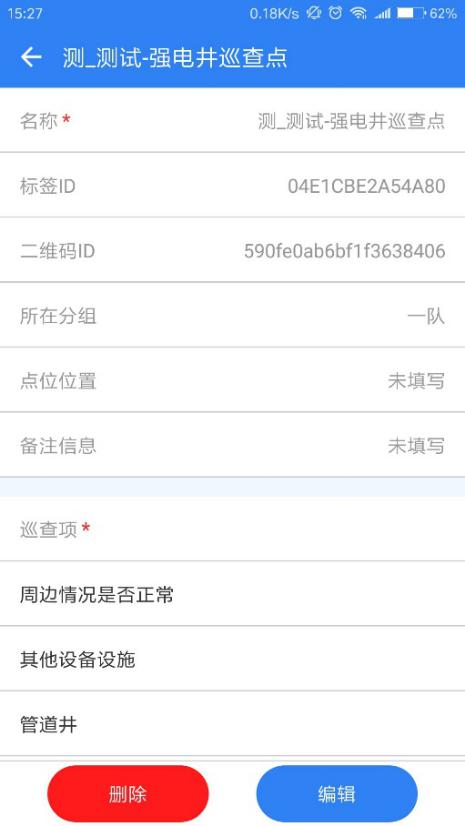 15:27 0.18K/s 62%
测_测试-强电井巡查点
名称* 测_测试-强电井巡查点
标签ID 04E1CBE2A54A80
二维码ID 590fe0ab6bf1f3638406
所在分组 一队
点位位置 未填写
备注信息 未填写
巡查项*
周边情况是否正常
其他设备设施
管道井
删除 编辑